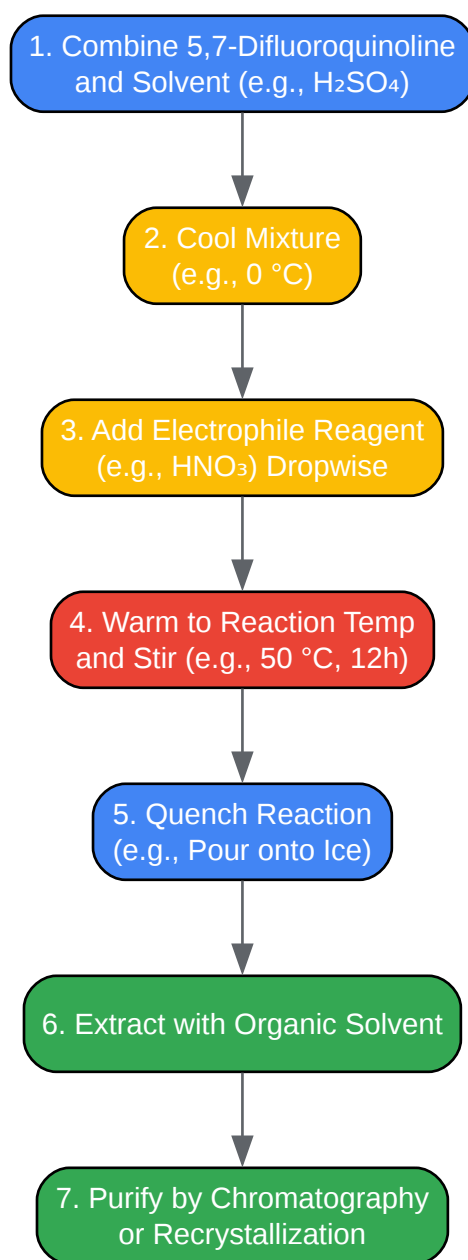 1. Combine 5,7-Difluoroquinoline
and Solvent (e.g., H₂SO₄)
2. Cool Mixture
(e.g., 0 °C)
3. Add Electrophile Reagent
(e.g., HNO₃) Dropwise
4. Warm to Reaction Temp
and Stir (e.g., 50 °C, 12h)
5. Quench Reaction
(e.g., Pour onto Ice)
6. Extract with Organic Solvent
7. Purify by Chromatography
or Recrystallization